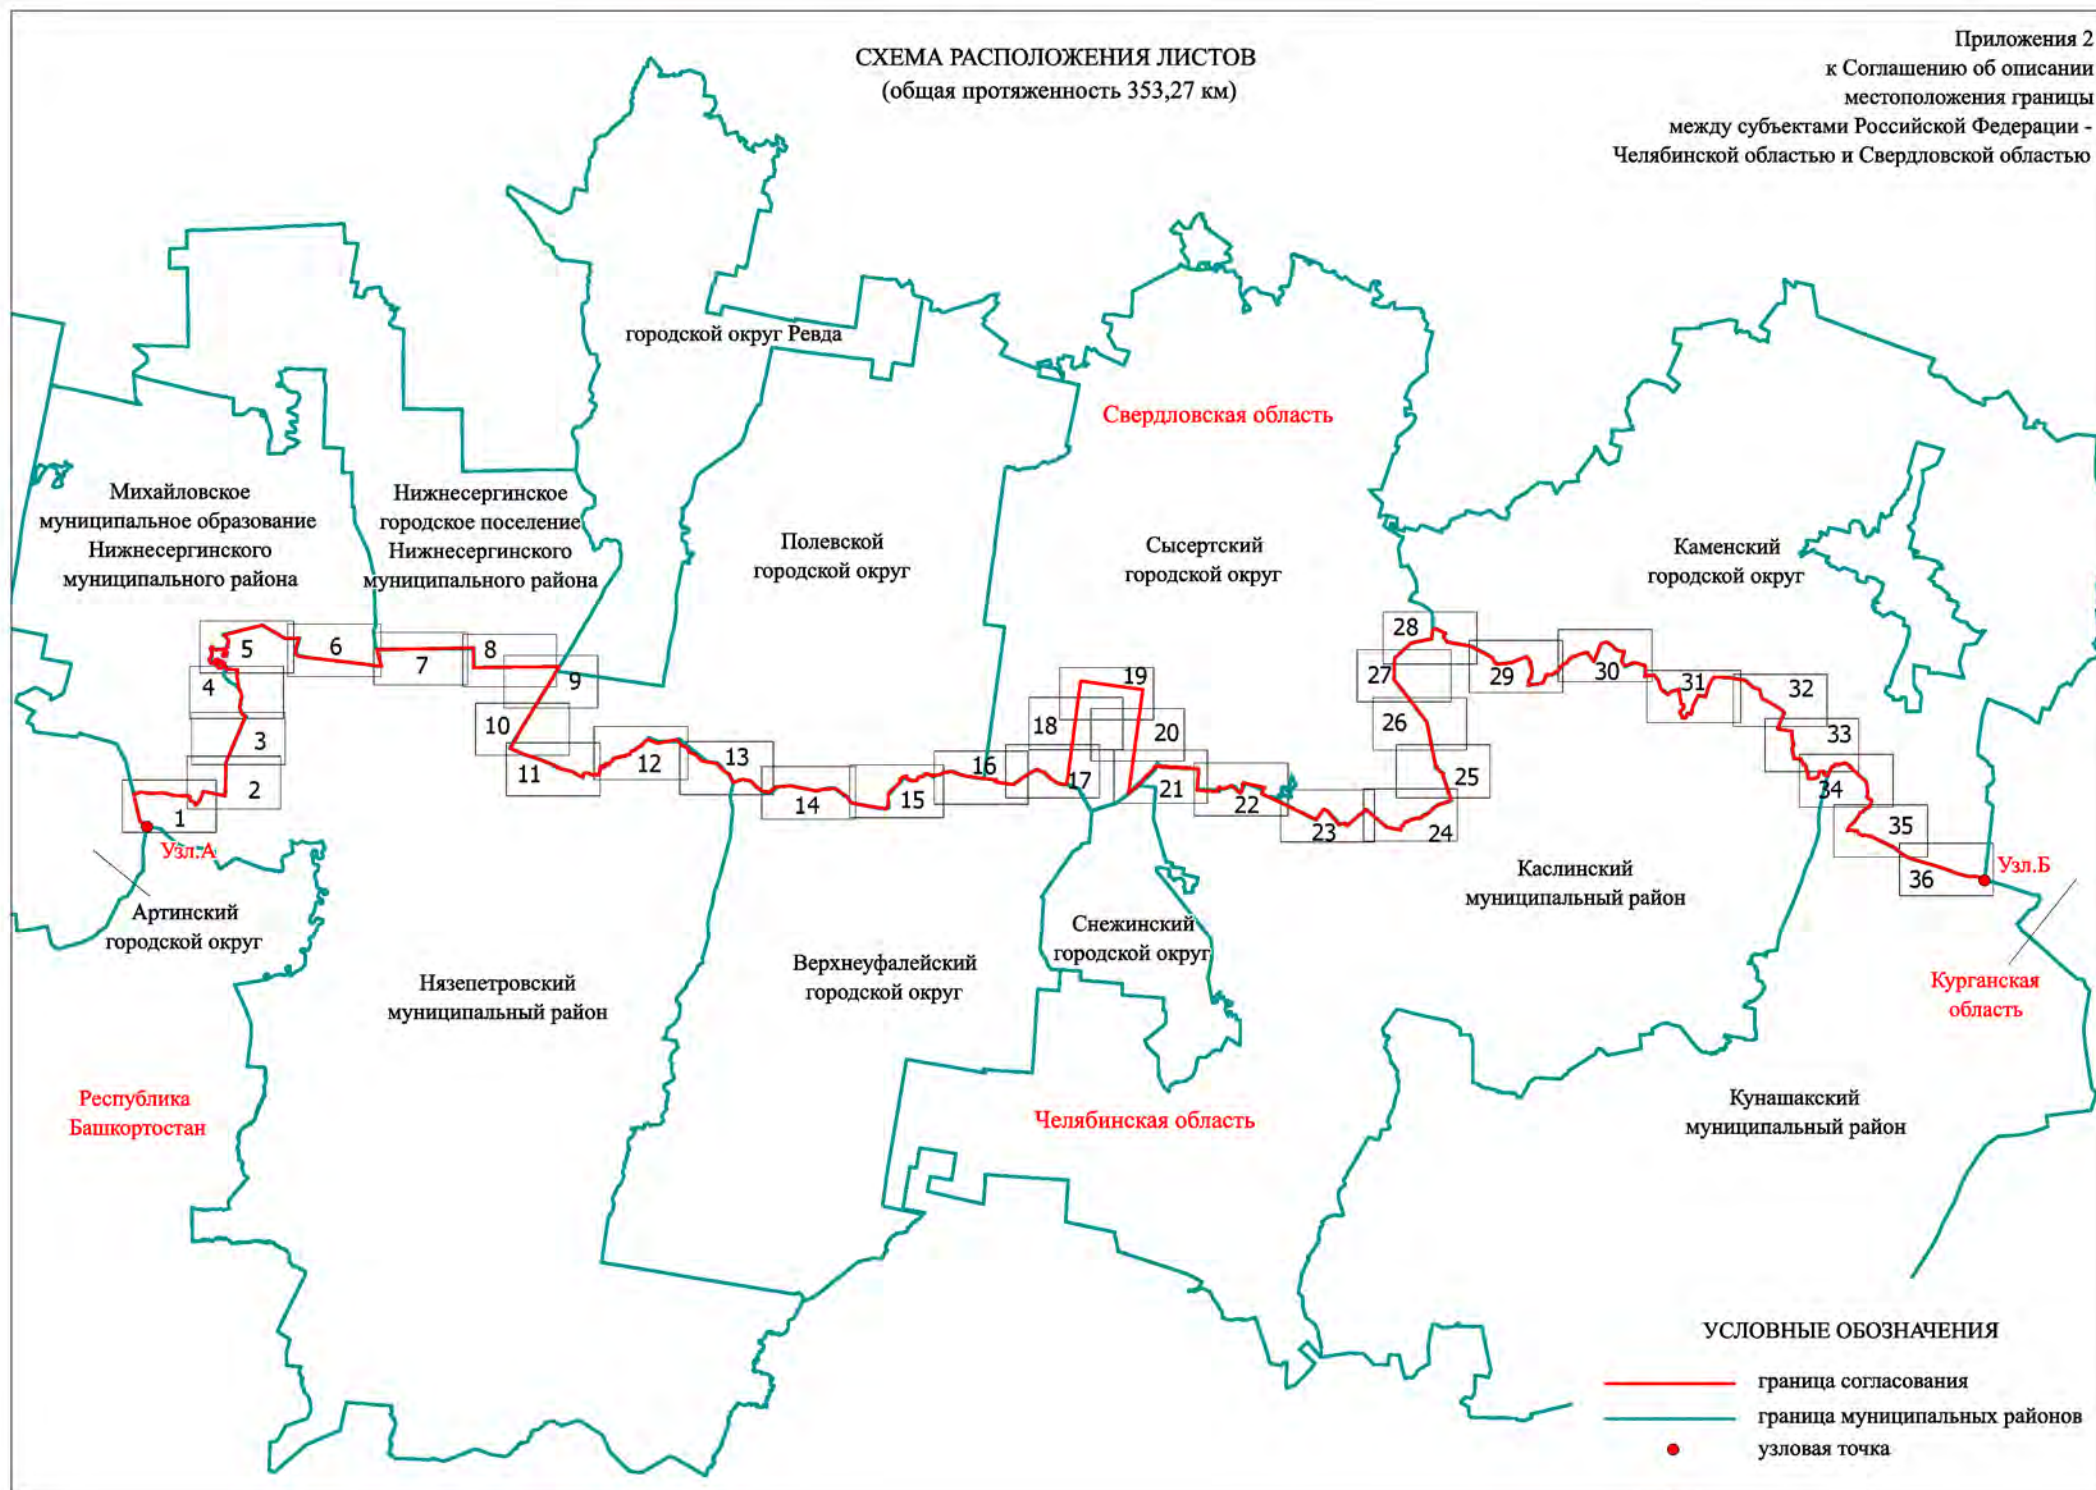 СХЕМА РАСПОЛОЖЕНИЯ ЛИСТОВ
(общая протяженность 353,27 км)
Приложения 2
к Соглашению об описании
местоположения границы
между субъектами Российской Федерации -
Челябинской областью и Свердловской областью
городской округ Ревда
Свердловская область
Михайловское
муниципальное образование
Нижнесергинского
муниципального района
Нижнесергинское
городское поселение
Нижнесергинского
муниципального района
Полевской
городской округ
Сысертский
городской округ
Каменский
городской округ
1
2
3
4
5
6
7
8
9
10
11
12
13
14
15
16
17
18
19
20
21
22
23
24
25
26
27
28
29
30
31
32
33
34
35
36
Узл.А
Узл.Б
Артинский
городской округ
Нязепетровский
муниципальный район
Верхнеуфалейский
городской округ
Снежинский
городской округ
Каслинский
муниципальный район
Курганская
область
Республика
Башкортостан
Челябинская область
Кунашакский
муниципальный район
УСЛОВНЫЕ ОБОЗНАЧЕНИЯ
граница согласования
граница муниципальных районов
узловая точка